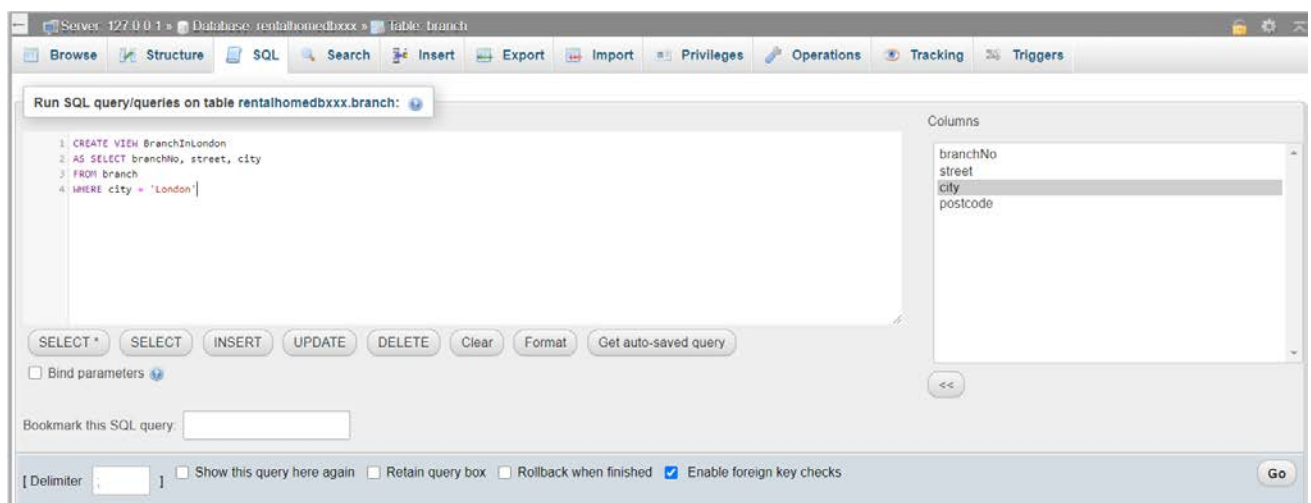 Server: 127.0.0.1 » Database: rentalhomedbxxx » Table: branch
Browse Structure SQL Search Insert Export Import Privileges Operations Tracking Triggers
Run SQL query/queries on table rentalhomedbxxx.branch:
Columns
1 CREATE VIEW BranchInLondon
2 AS SELECT branchNo, street, city
3 FROM branch
4 WHERE city = 'London'
branchNo
street
city
postcode
SELECT * SELECT INSERT UPDATE DELETE Clear Format Get auto-saved query
Bind parameters
<<
Bookmark this SQL query:
[ Delimiter ; ] Show this query here again Retain query box Rollback when finished Enable foreign key checks Go